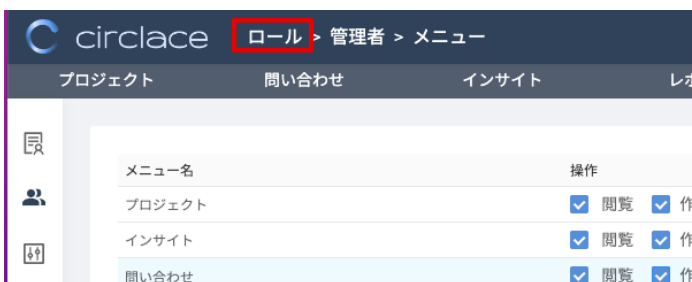 circlace ロール > 管理者 > メニュー
プロジェクト 問い合わせ インサイト
メニュー名 操作
プロジェクト 閲覧
インサイト 閲覧
問い合わせ 閲覧